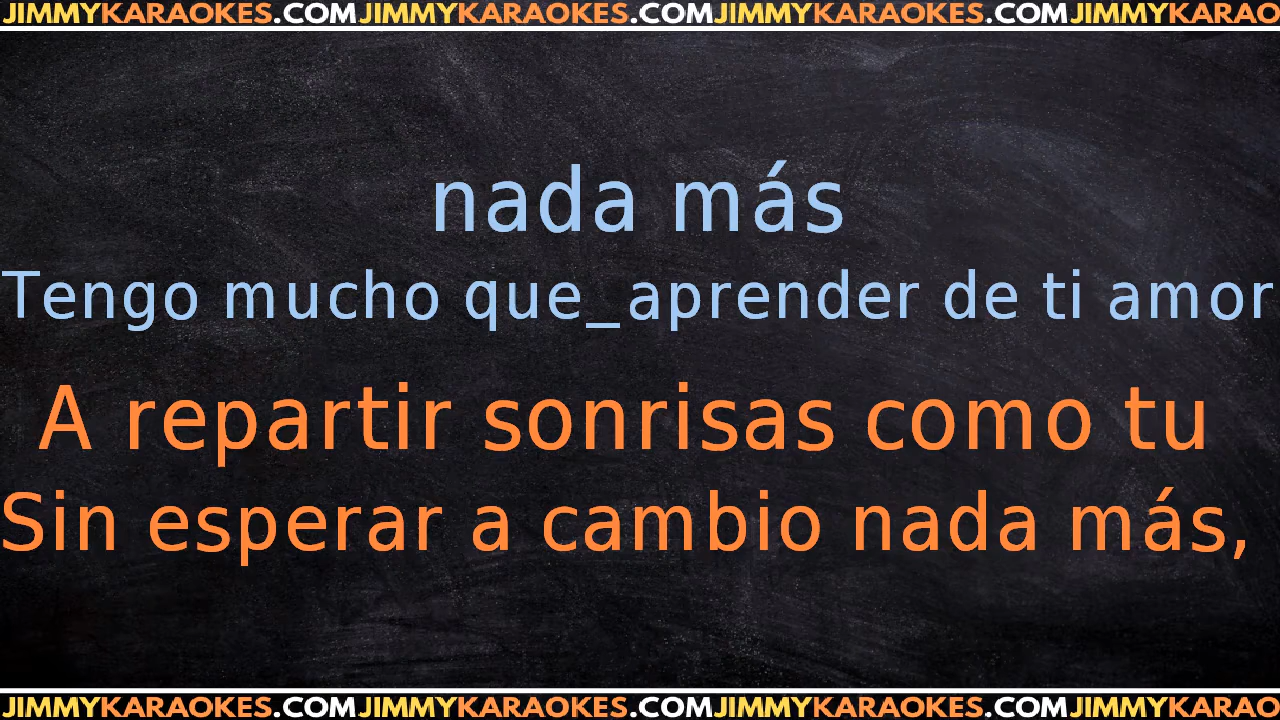 JIMMYKARAOKES.COMJIMMYKARAOKES.COMJIMMYKARAOKES.COMJIMMYKARAO
nada más
Tengo mucho que_aprender de ti amor
A repartir sonrisas como tu
Sin esperar a cambio nada más,
JIMMYKARAOKES.COMJIMMYKARAOKES.COMJIMMYKARAOKES.COMJIMMYKARAO